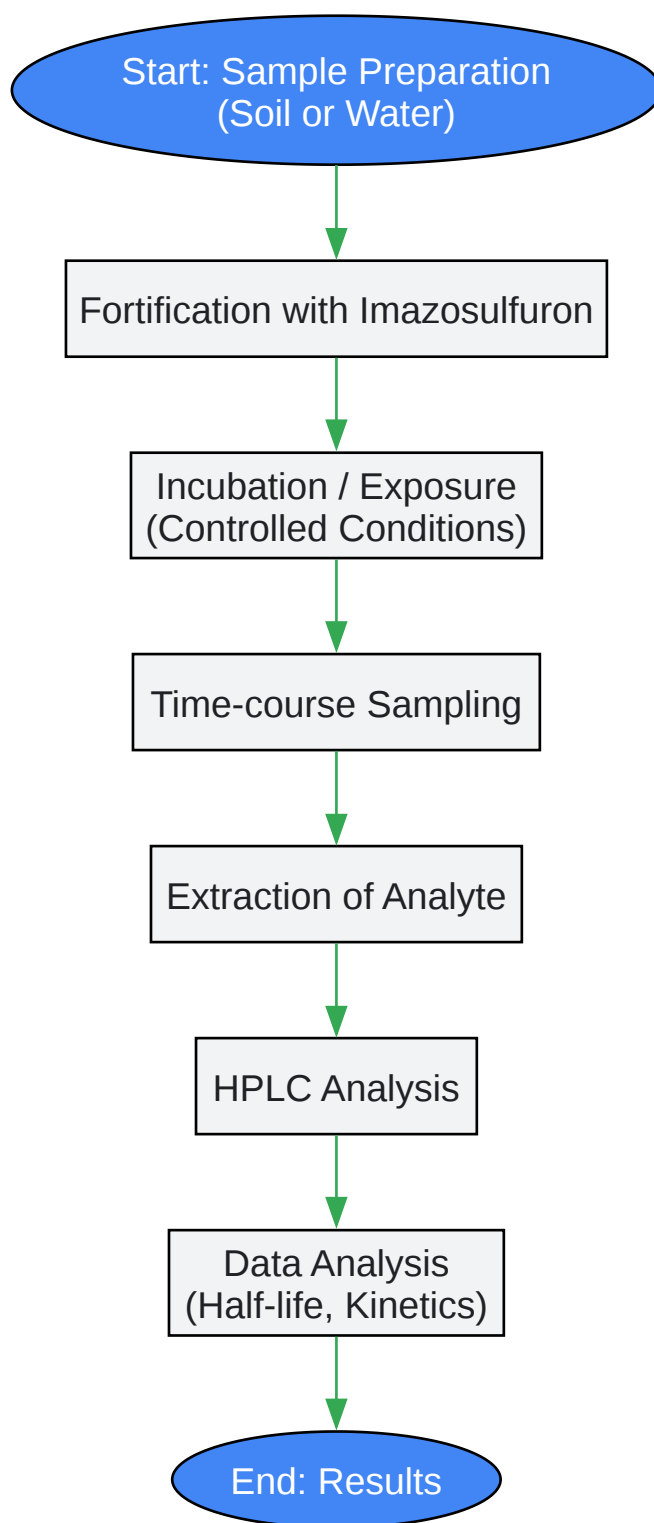 Start: Sample Preparation
(Soil or Water)
Fortification with Imazosulfuron
Incubation / Exposure
(Controlled Conditions)
Time-course Sampling
Extraction of Analyte
HPLC Analysis
Data Analysis
(Half-life, Kinetics)
End: Results